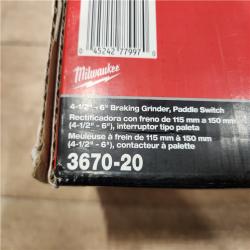 0 45242 77997 0
Milwaukee
4-1/2" - 6" Braking Grinder, Paddle Switch
Rectificadora con freno de 115 mm a 150 mm
(4-1/2" - 6"), interruptor tipo paleta
Meuleuse à frein de 115 mm à 150 mm
(4-1/2" - 6"), contacteur à palette
3670-20